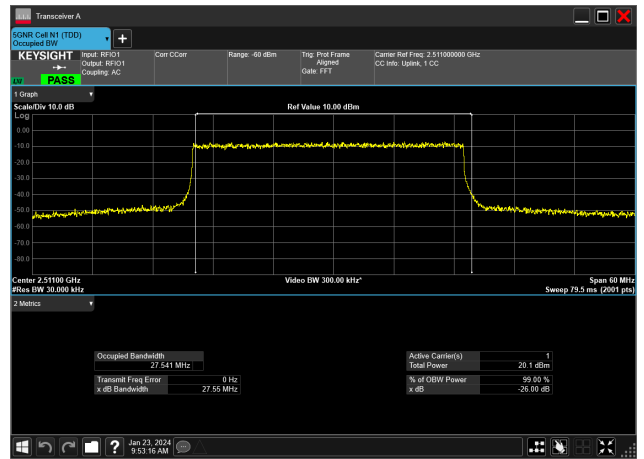 Transceiver A
5GNR Cell N1 (TDD)
Occupied BW
KEYSIGHT
Input: RFIO1
Output: RFIO1
Coupling: AC
Corr CCorr
Range: -60 dBm
Trig: Prot Frame
Aligned
Gate: FFT
Carrier Ref Freq: 2.511000000 GHz
CC Info: Uplink, 1 CC
PASS
1 Graph
Scale/Div 10.0 dB
Ref Value 10.00 dBm
Log
0.00
-10.0
-20.0
-30.0
-40.0
-50.0
-60.0
-70.0
-80.0
Center 2.51100 GHz
Video BW 300.00 kHz*
Span 60 MHz
#Res BW 30.000 kHz
Sweep 79.5 ms (2001 pts)
2 Metrics
Occupied Bandwidth
27.541 MHz
Active Carrier(s) 1
Total Power 20.1 dBm
Transmit Freq Error 0 Hz
x dB Bandwidth 27.55 MHz
% of OBW Power 99.00 %
x dB -26.00 dB
Jan 23, 2024
9:53:16 AM